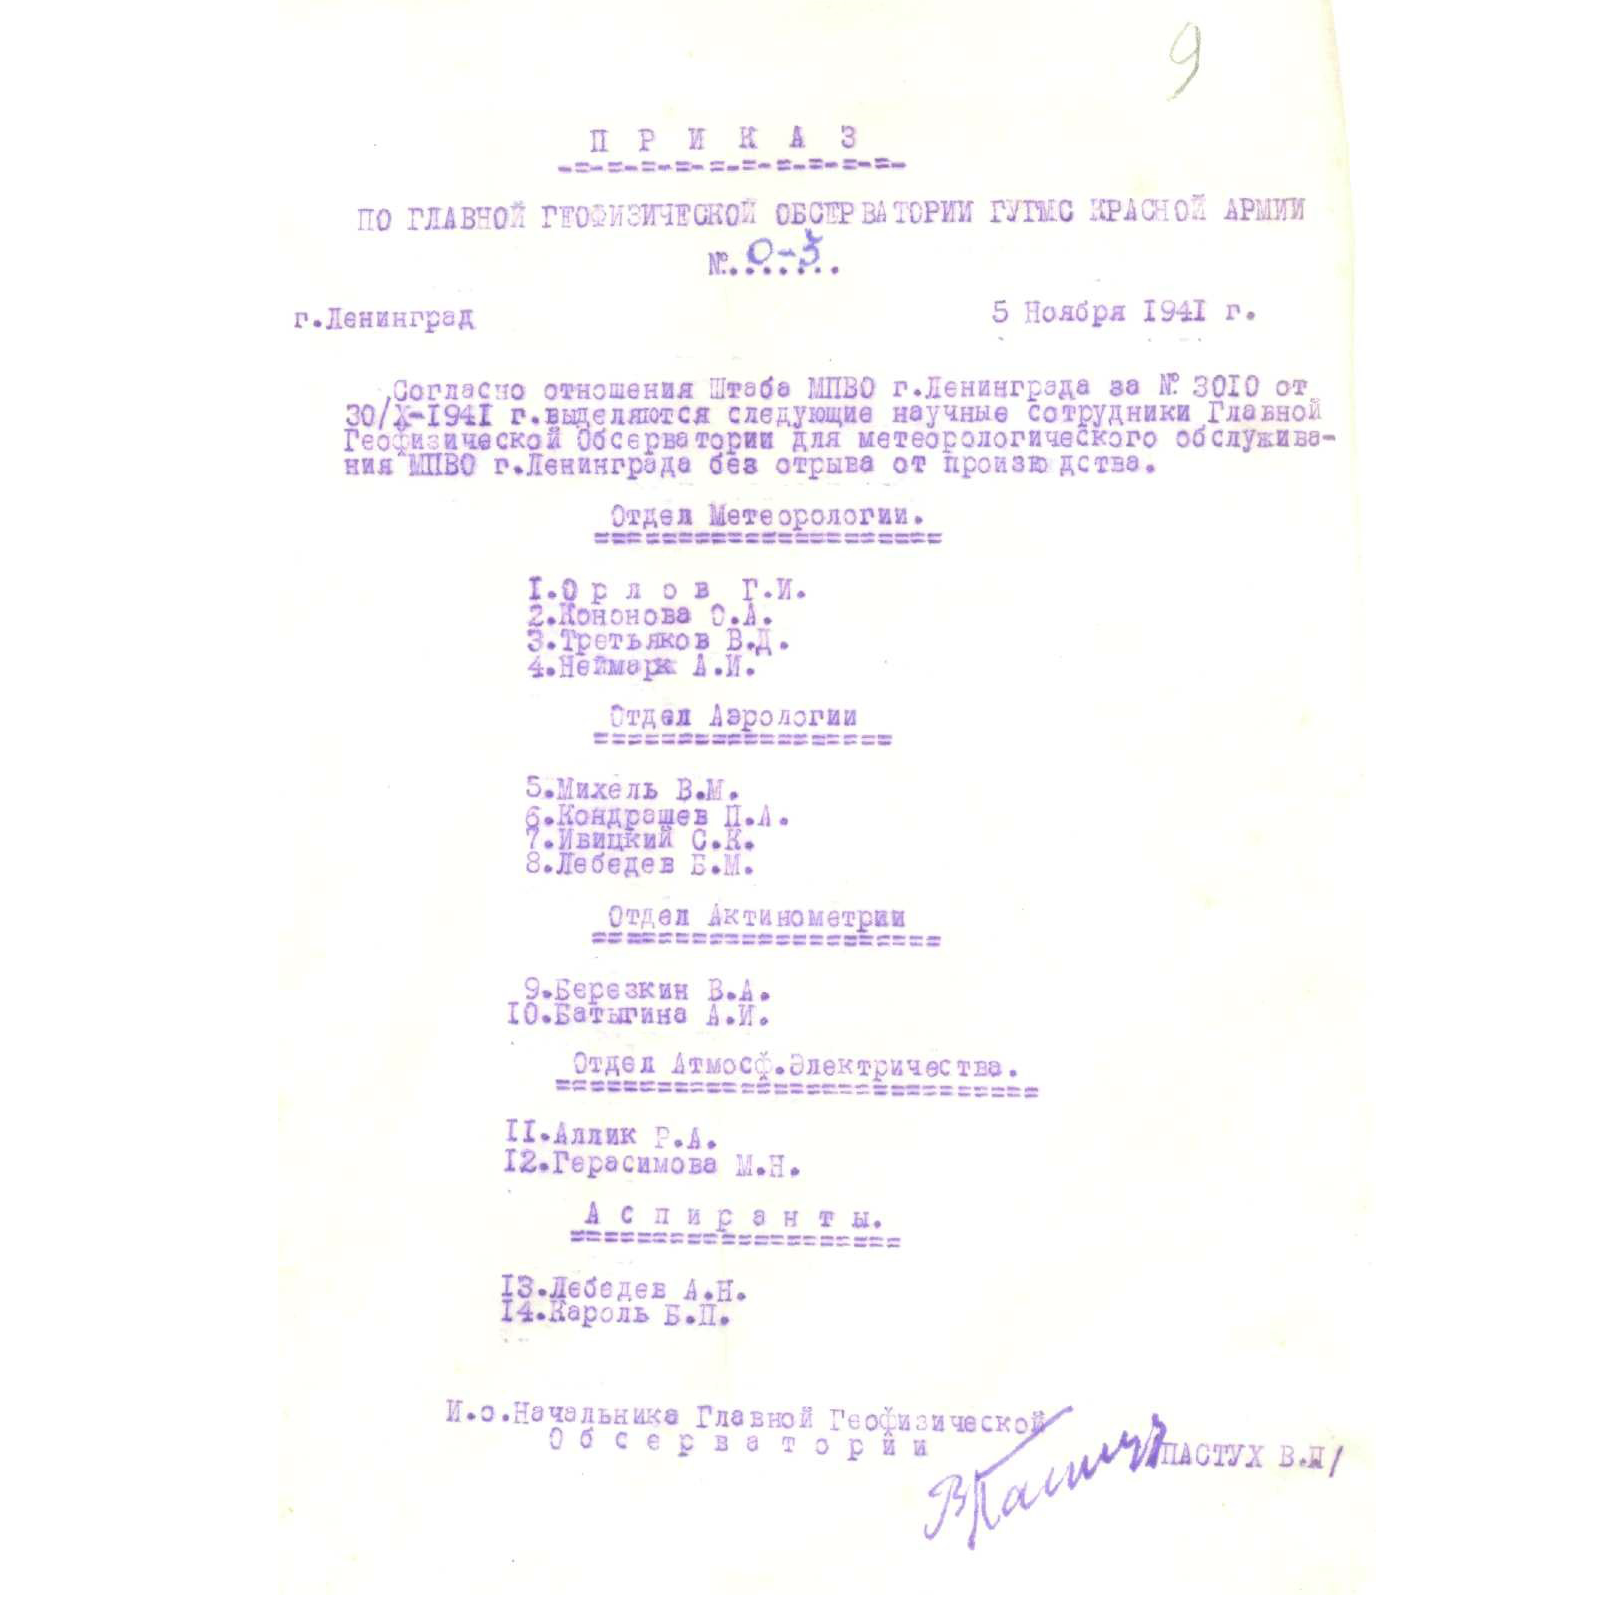 9
П Р И К А З
-=-=-=-=-=-=-=-=-=-=-
ПО ГЛАВНОЙ ГЕОФИЗИЧЕСКОЙ ОБСЕРВАТОРИИ ГУГМС КРАСНОЙ АРМИИ
№ 0-3
г.Ленинград
5 Ноября 1941 г.
Согласно отношения Штаба МПВО г.Ленинграда за № 3010 от
30/X-1941 г.выделяются следующие научные сотрудники Главной
Геофизической Обсерватории для метеорологического обслужива-
ния МПВО г.Ленинграда без отрыва от производства.
Отдел Метеорологии.
=====================
1.О р л о в Г.И.
2.Кононова О.А.
3.Третьяков В.Д.
4.Неймарк А.И.
Отдел Аэрологии
==================
5.Михель В.М.
6.Кондрашев П.А.
7.Ивицкий С.К.
8.Лебедев Б.М.
Отдел Актинометрии
=====================
9.Березкин В.А.
10.Батыгина А.И.
Отдел Атмосф.Электричества.
=============================
11.Аллик Р.А.
12.Герасимова М.Н.
А с п и р а н т ы.
====================
13.Лебедев А.Н.
14.Кароль Б.П.
И.о.Начальника Главной Геофизической
О б с е р в а т о р и и
ВПастух
ПАСТУХ В.Д/